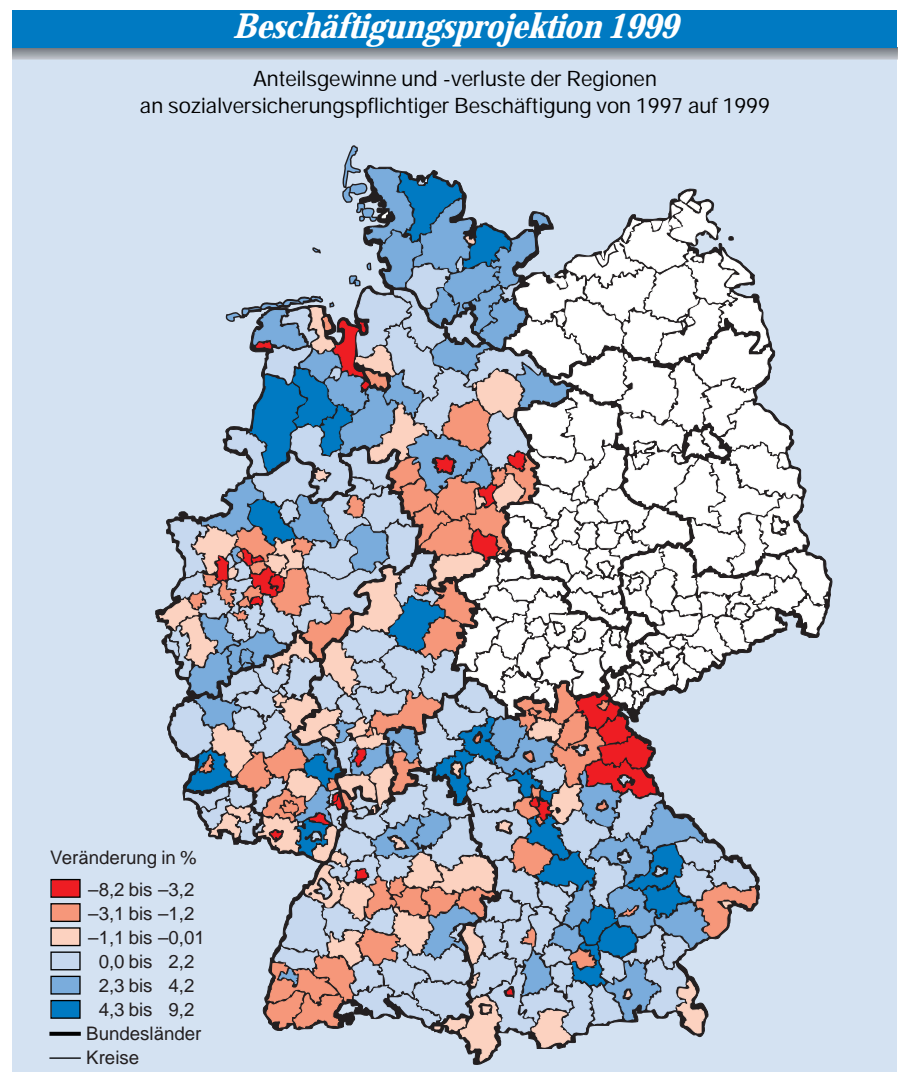 Beschäftigungsprojektion 1999
Anteilsgewinne und -verluste der Regionen
an sozialversicherungspflichtiger Beschäftigung von 1997 auf 1999
Veränderung in %
–8,2 bis –3,2
–3,1 bis –1,2
–1,1 bis –0,01
0,0 bis 2,2
2,3 bis 4,2
4,3 bis 9,2
Bundesländer
Kreise